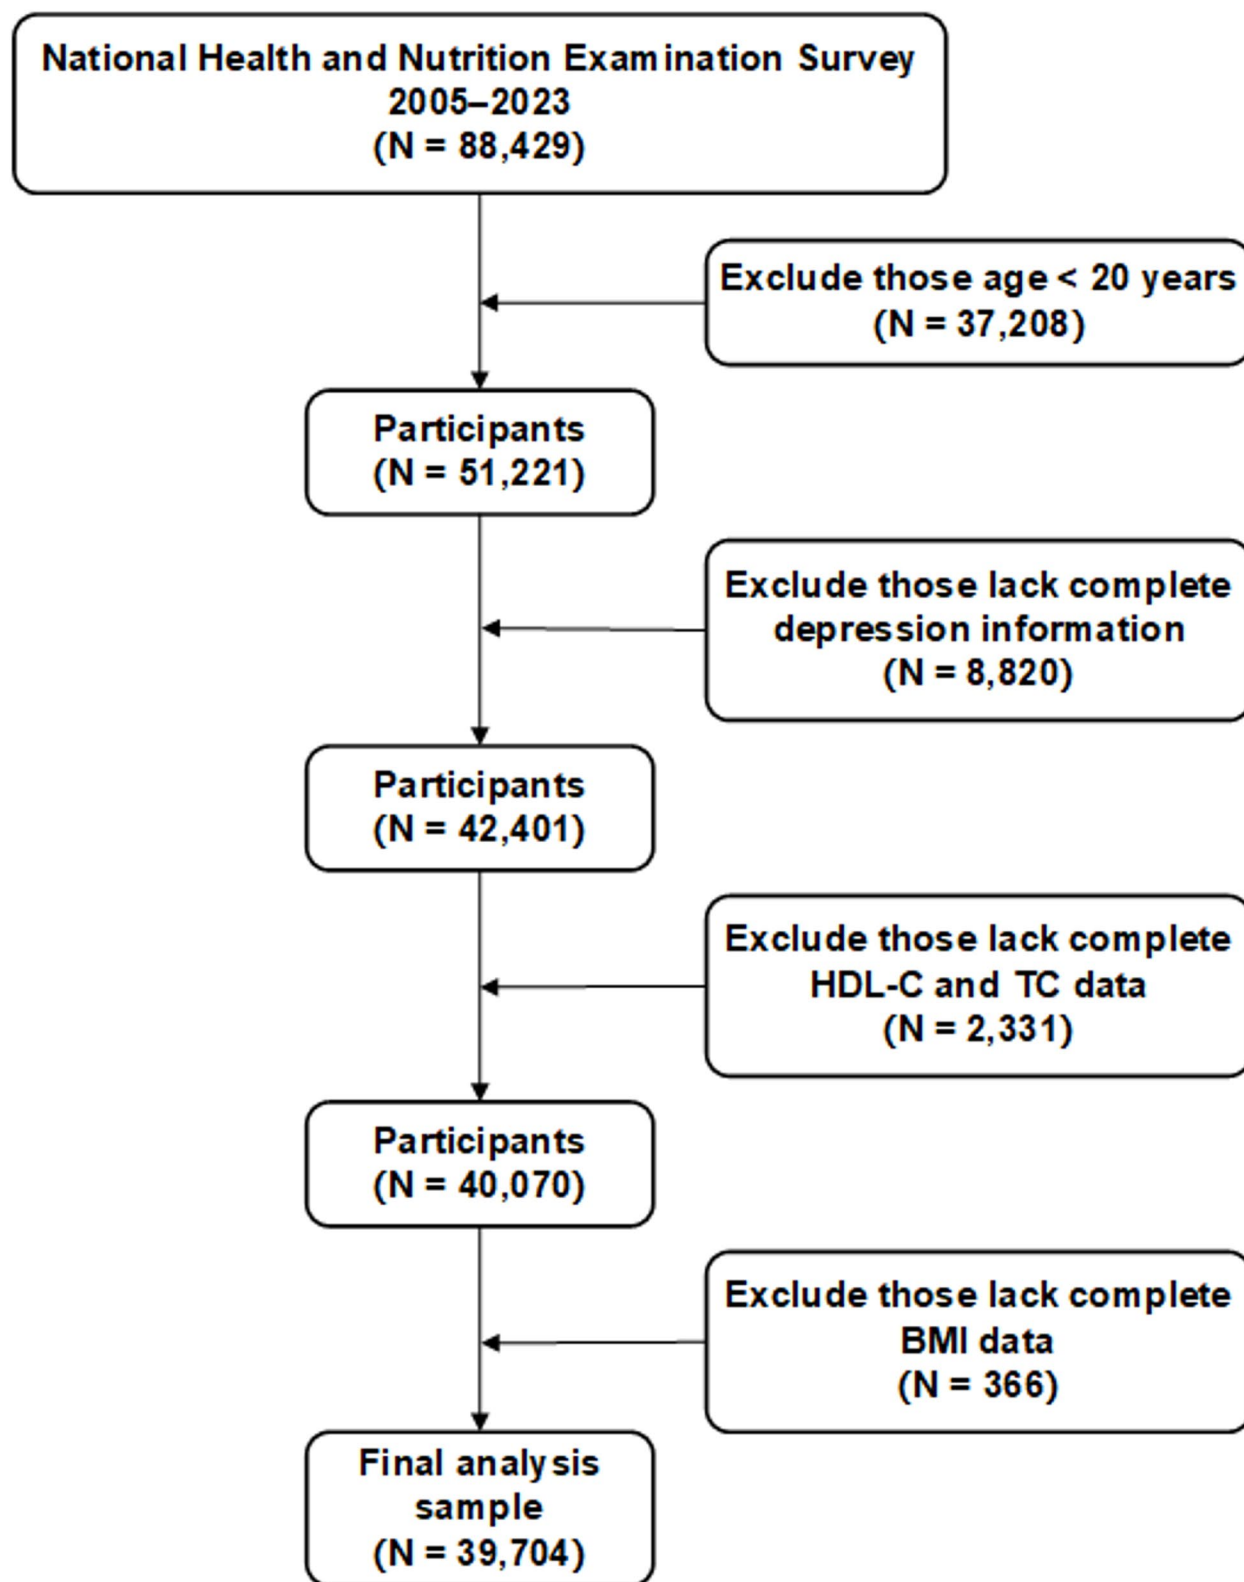 National Health and Nutrition Examination Survey
2005–2023
(N = 88,429)
Exclude those age < 20 years
(N = 37,208)
Participants
(N = 51,221)
Exclude those lack complete
depression information
(N = 8,820)
Participants
(N = 42,401)
Exclude those lack complete
HDL-C and TC data
(N = 2,331)
Participants
(N = 40,070)
Exclude those lack complete
BMI data
(N = 366)
Final analysis
sample
(N = 39,704)